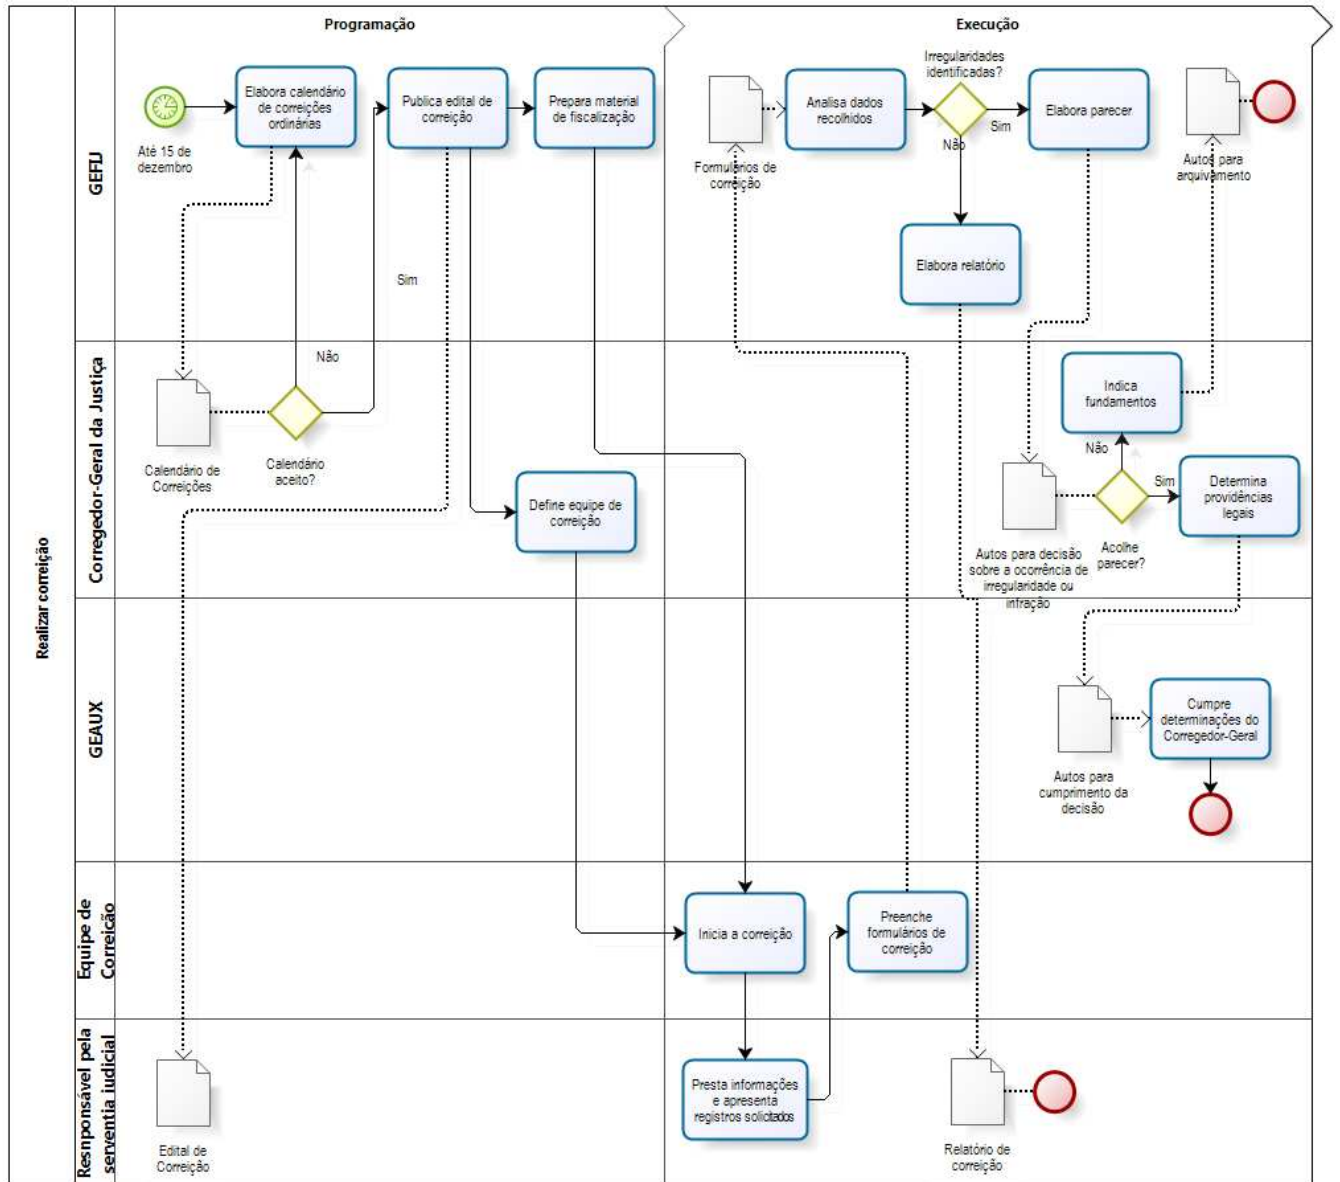 Programação
Execução
Realizar correição
GEFIJ
Até 15 de
dezembro
Elabora calendário
de correições
ordinárias
Publica edital de
correição
Prepara material
de fiscalização
Formulários de
correição
Analisa dados
recolhidos
Irregularidades
identificadas?
Sim
Não
Elabora parecer
Elabora relatório
Autos para
arquivamento
Sim
Não
Corregedor-Geral da Justiça
Calendário de
Correições
Calendário
aceito?
Define equipe de
correição
Autos para decisão
sobre a ocorrência de
irregularidade ou
infração
Acolhe
parecer?
Não
Sim
Indica
fundamentos
Determina
providências
legais
GEAUX
Autos para
cumprimento da
decisão
Cumpre
determinações do
Corregedor-Geral
Equipe de
Correição
Inicia a correição
Preenche
formulários de
correição
Resnponsável pela
serventia judicial
Edital de
Correição
Presta informações
e apresenta
registros solicitados
Relatório de
correição